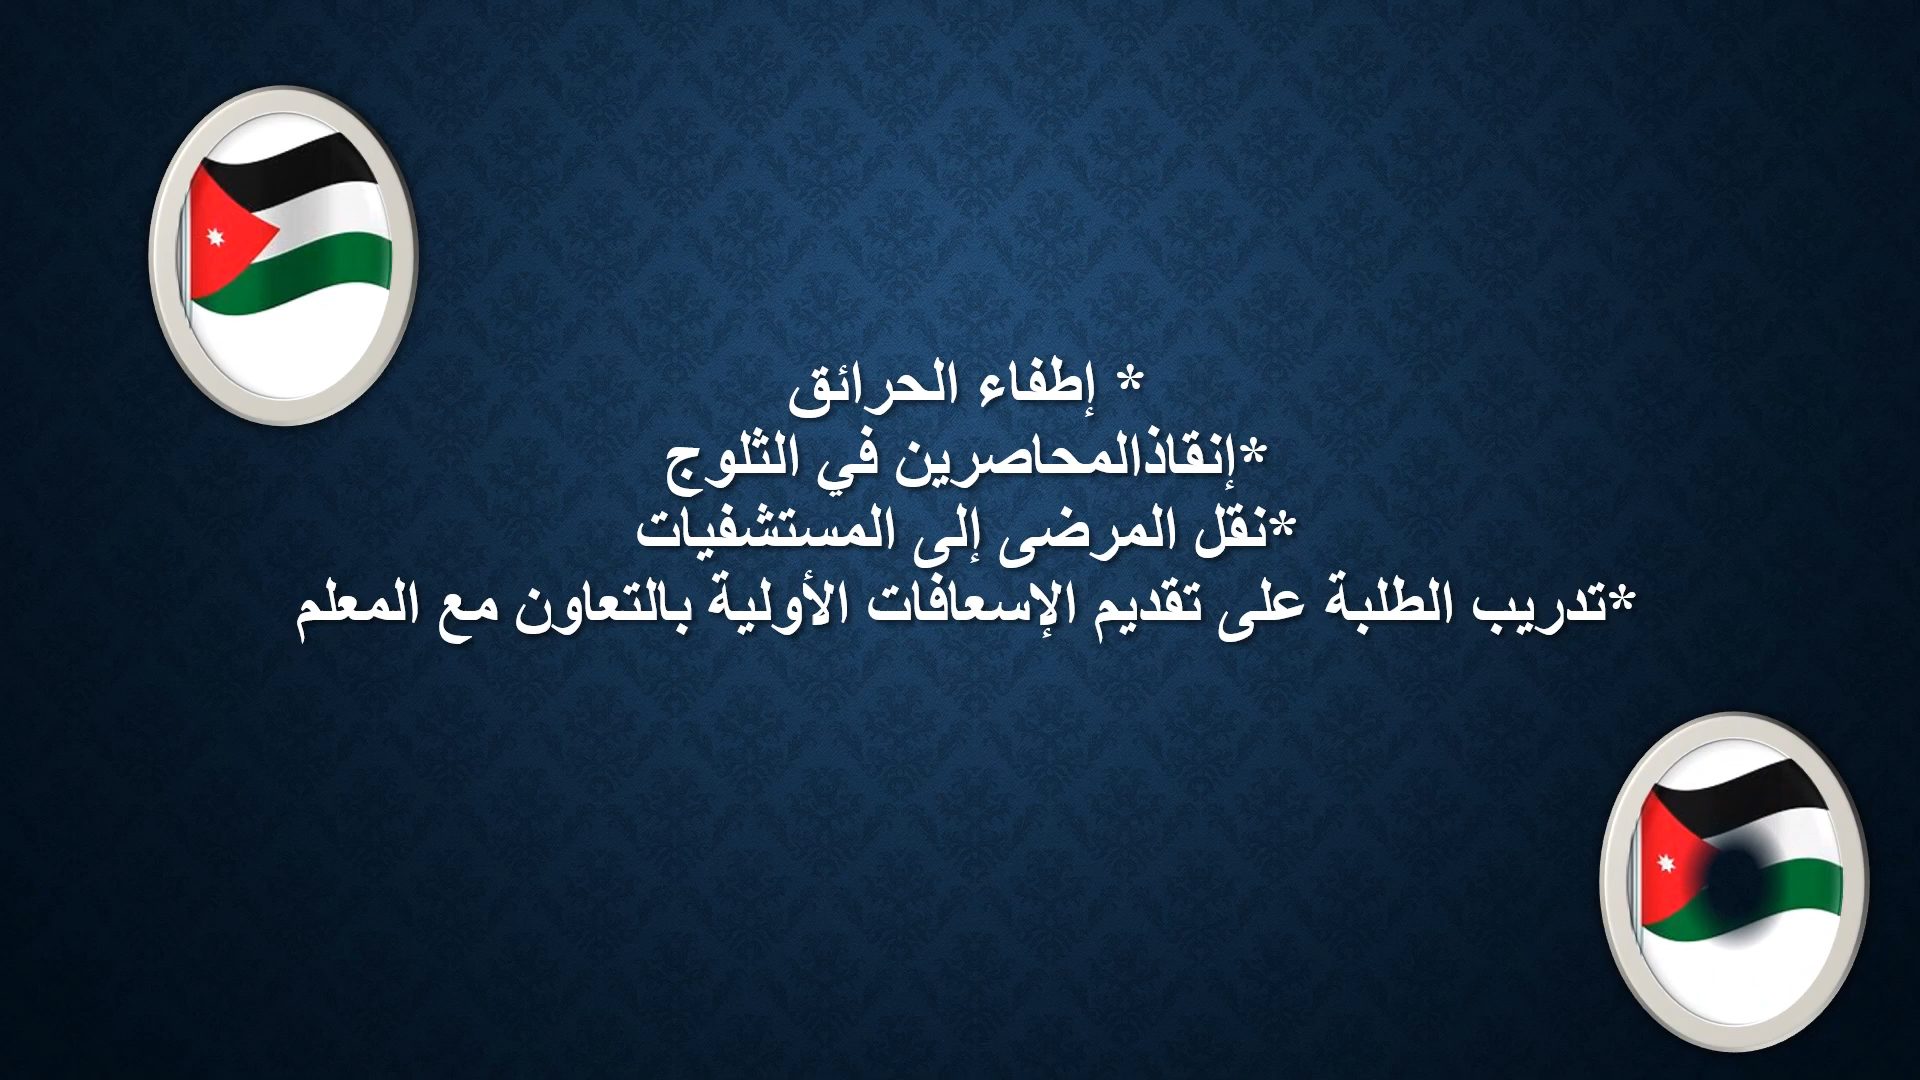 * إطفاء الحرائق
*إنقاذالمحاصرين في الثلوج
*نقل المرضى إلى المستشفيات
*تدريب الطلبة على تقديم الإسعافات الأولية بالتعاون مع المعلم